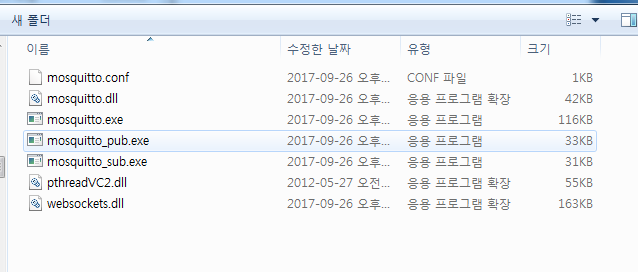 새 폴더
이름 수정한 날짜 유형 크기
mosquitto.conf 2017-09-26 오후... CONF 파일 1KB
mosquitto.dll 2017-09-26 오후... 응용 프로그램 확장 42KB
mosquitto.exe 2017-09-26 오후... 응용 프로그램 116KB
mosquitto_pub.exe 2017-09-26 오후... 응용 프로그램 33KB
mosquitto_sub.exe 2017-09-26 오후... 응용 프로그램 31KB
pthreadVC2.dll 2012-05-27 오전... 응용 프로그램 확장 55KB
websockets.dll 2017-09-26 오후... 응용 프로그램 확장 163KB